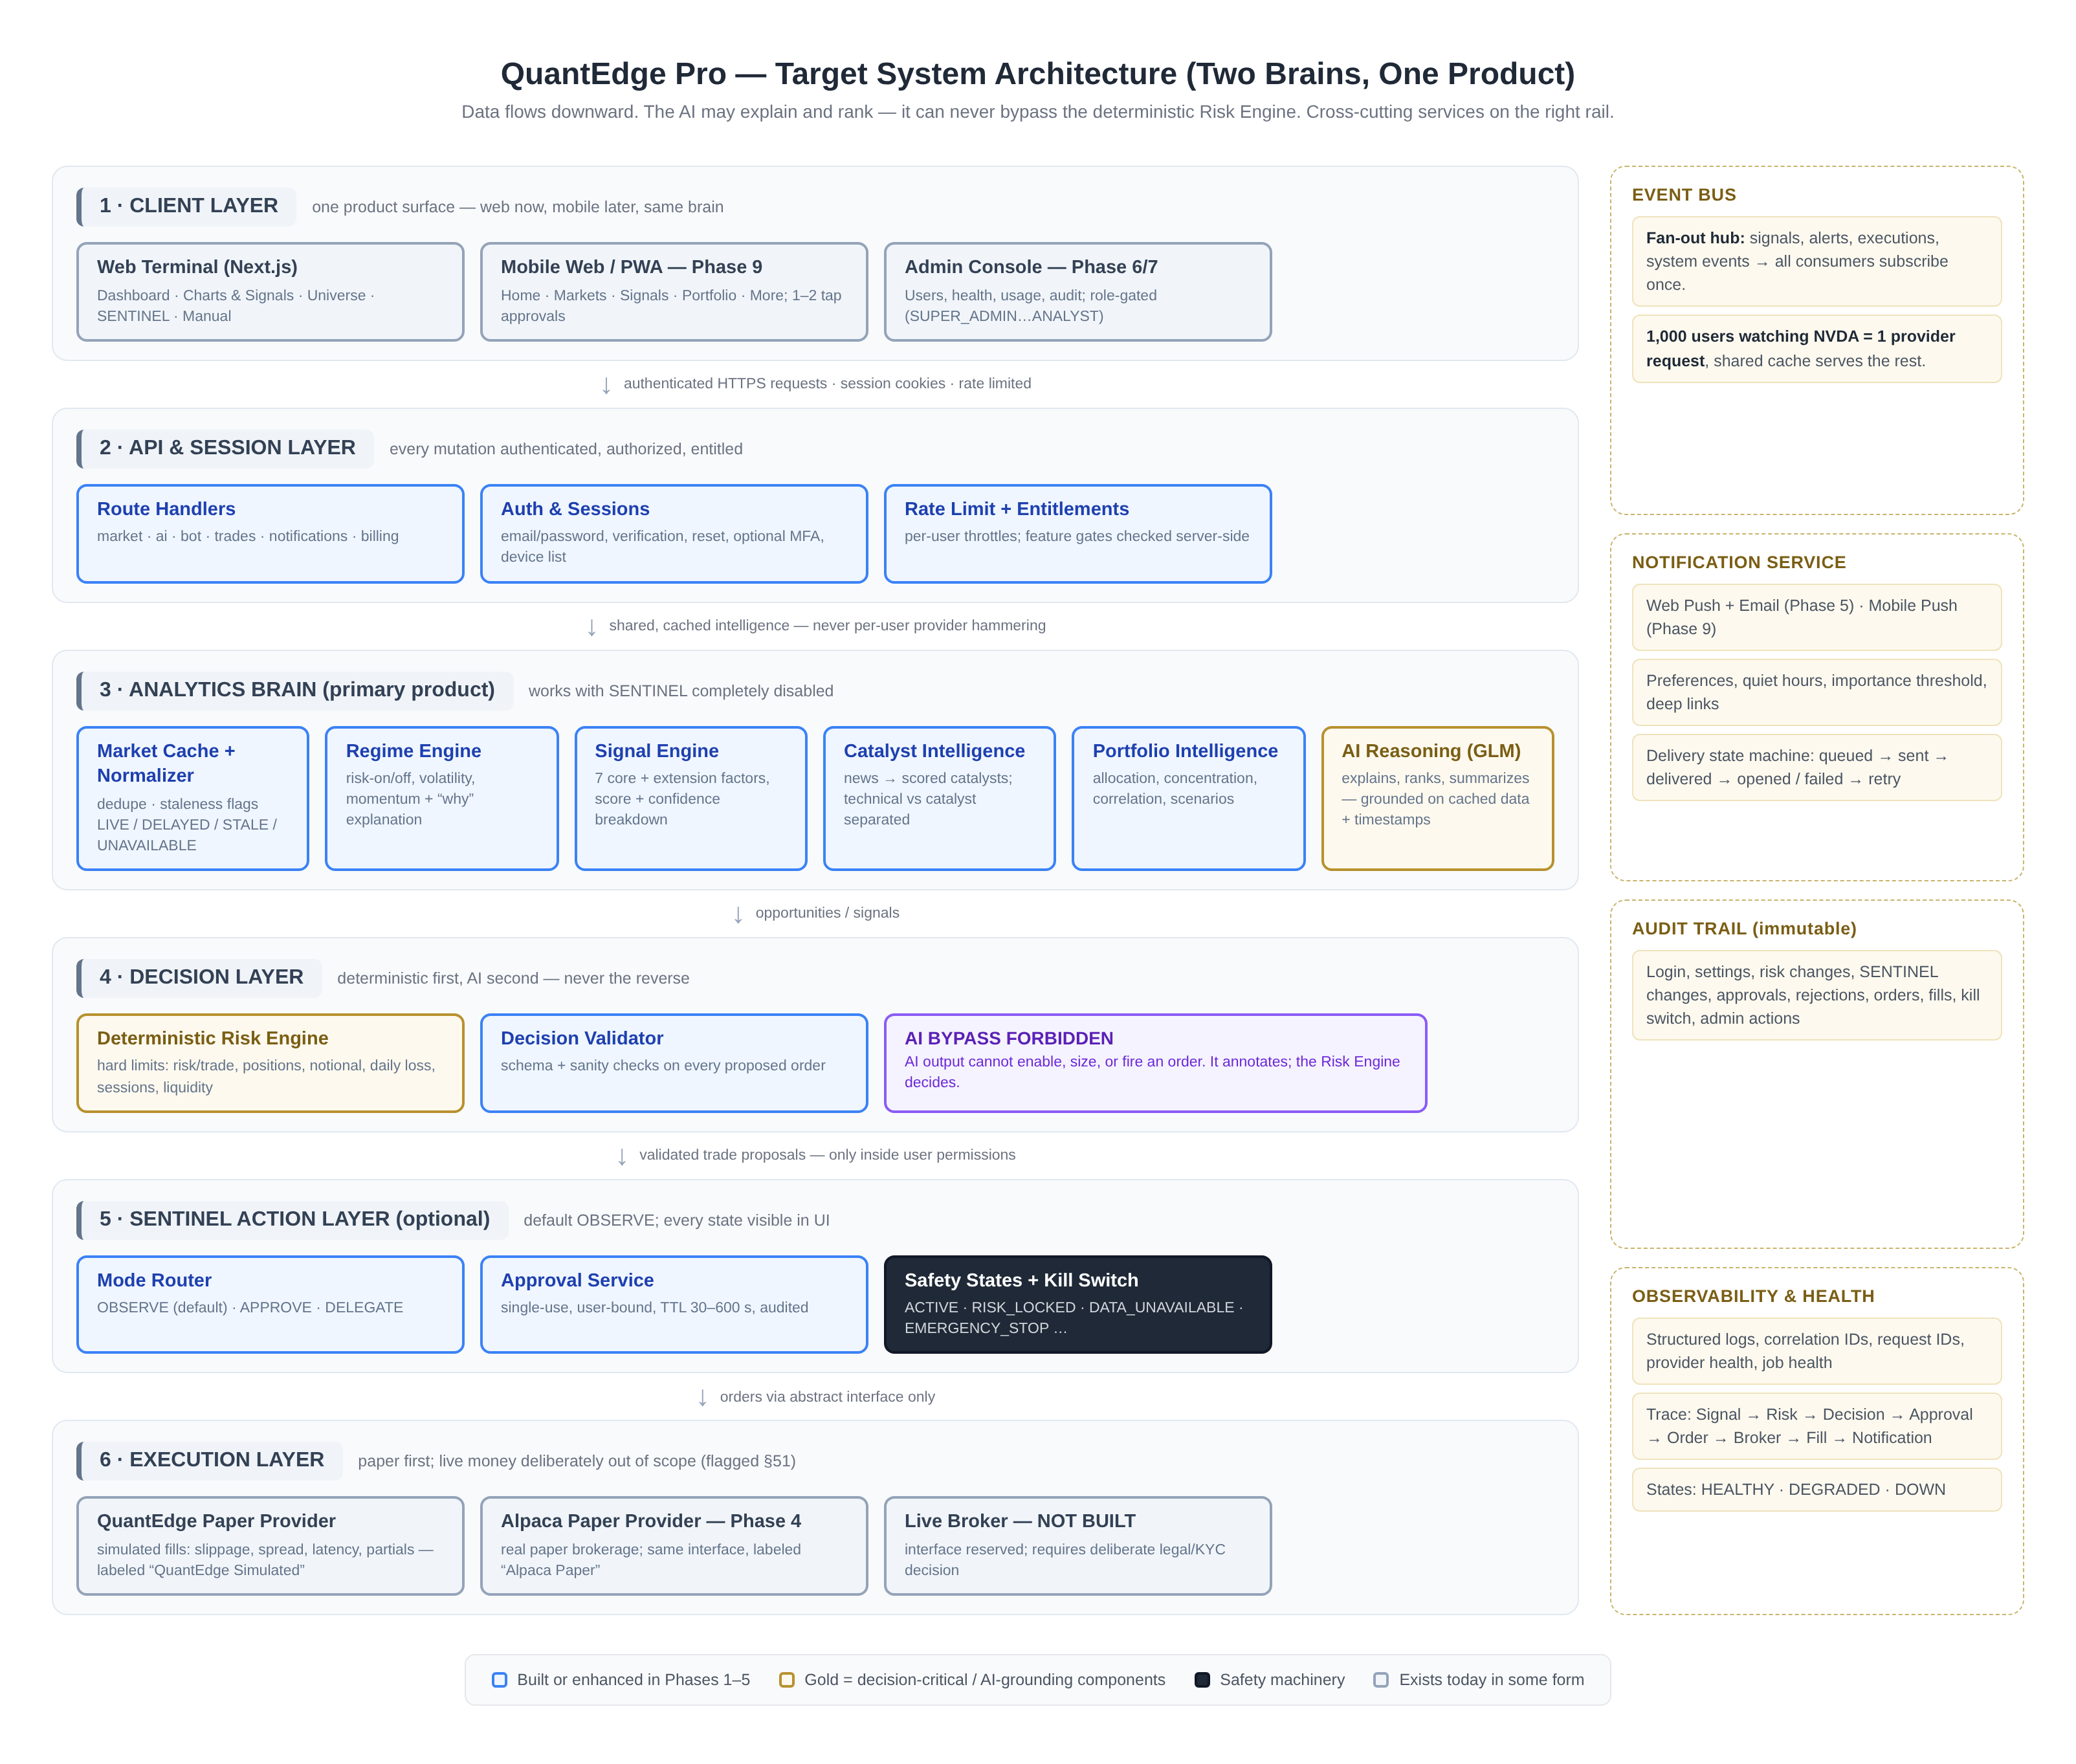 QuantEdge Pro — Target System Architecture (Two Brains, One Product)
Data flows downward. The AI may explain and rank — it can never bypass the deterministic Risk Engine. Cross-cutting services on the right rail.
1 · CLIENT LAYER
one product surface — web now, mobile later, same brain
Web Terminal (Next.js)
Dashboard · Charts & Signals · Universe ·
SENTINEL · Manual
Mobile Web / PWA — Phase 9
Home · Markets · Signals · Portfolio · More; 1–2 tap
approvals
Admin Console — Phase 6/7
Users, health, usage, audit; role-gated
(SUPER_ADMIN…ANALYST)
↓ authenticated HTTPS requests · session cookies · rate limited
2 · API & SESSION LAYER
every mutation authenticated, authorized, entitled
Route Handlers
market · ai · bot · trades · notifications · billing
Auth & Sessions
email/password, verification, reset, optional MFA,
device list
Rate Limit + Entitlements
per-user throttles; feature gates checked server-side
↓ shared, cached intelligence — never per-user provider hammering
3 · ANALYTICS BRAIN (primary product)
works with SENTINEL completely disabled
Market Cache +
Normalizer
dedupe · staleness flags
LIVE / DELAYED / STALE /
UNAVAILABLE
Regime Engine
risk-on/off, volatility,
momentum + “why”
explanation
Signal Engine
7 core + extension factors,
score + confidence
breakdown
Catalyst Intelligence
news → scored catalysts;
technical vs catalyst
separated
Portfolio Intelligence
allocation, concentration,
correlation, scenarios
AI Reasoning (GLM)
explains, ranks, summarizes
— grounded on cached data
+ timestamps
↓ opportunities / signals
4 · DECISION LAYER
deterministic first, AI second — never the reverse
Deterministic Risk Engine
hard limits: risk/trade, positions, notional, daily loss,
sessions, liquidity
Decision Validator
schema + sanity checks on every proposed order
AI BYPASS FORBIDDEN
AI output cannot enable, size, or fire an order. It annotates; the Risk Engine
decides.
↓ validated trade proposals — only inside user permissions
5 · SENTINEL ACTION LAYER (optional)
default OBSERVE; every state visible in UI
Mode Router
OBSERVE (default) · APPROVE · DELEGATE
Approval Service
single-use, user-bound, TTL 30–600 s, audited
Safety States + Kill Switch
ACTIVE · RISK_LOCKED · DATA_UNAVAILABLE ·
EMERGENCY_STOP …
↓ orders via abstract interface only
6 · EXECUTION LAYER
paper first; live money deliberately out of scope (flagged §51)
QuantEdge Paper Provider
simulated fills: slippage, spread, latency, partials —
labeled “QuantEdge Simulated”
Alpaca Paper Provider — Phase 4
real paper brokerage; same interface, labeled
“Alpaca Paper”
Live Broker — NOT BUILT
interface reserved; requires deliberate legal/KYC
decision
EVENT BUS
Fan-out hub: signals, alerts, executions,
system events → all consumers subscribe
once.
1,000 users watching NVDA = 1 provider
request, shared cache serves the rest.
NOTIFICATION SERVICE
Web Push + Email (Phase 5) · Mobile Push
(Phase 9)
Preferences, quiet hours, importance threshold,
deep links
Delivery state machine: queued → sent →
delivered → opened / failed → retry
AUDIT TRAIL (immutable)
Login, settings, risk changes, SENTINEL
changes, approvals, rejections, orders, fills, kill
switch, admin actions
OBSERVABILITY & HEALTH
Structured logs, correlation IDs, request IDs,
provider health, job health
Trace: Signal → Risk → Decision → Approval
→ Order → Broker → Fill → Notification
States: HEALTHY · DEGRADED · DOWN
Built or enhanced in Phases 1–5
Gold = decision-critical / AI-grounding components
Safety machinery
Exists today in some form